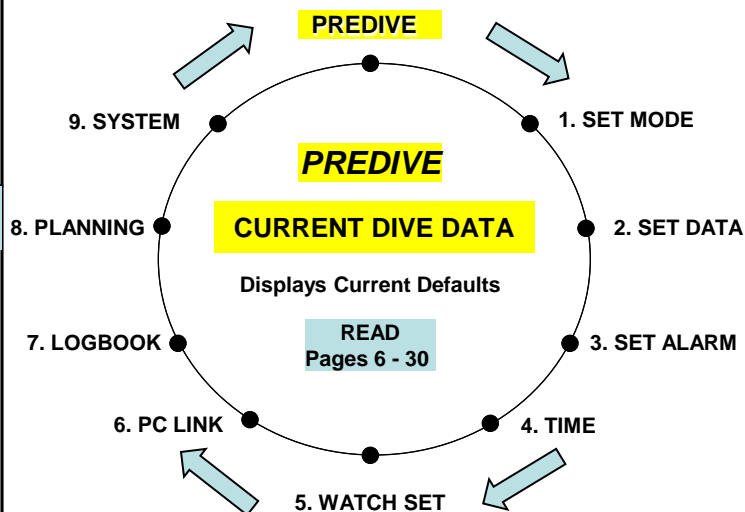 PREDIVE
1. SET MODE
2. SET DATA
3. SET ALARM
4. TIME
5. WATCH SET
6. PC LINK
7. LOGBOOK
8. PLANNING
9. SYSTEM
PREDIVE
CURRENT DIVE DATA
Displays Current Defaults
READ
Pages 6 - 30